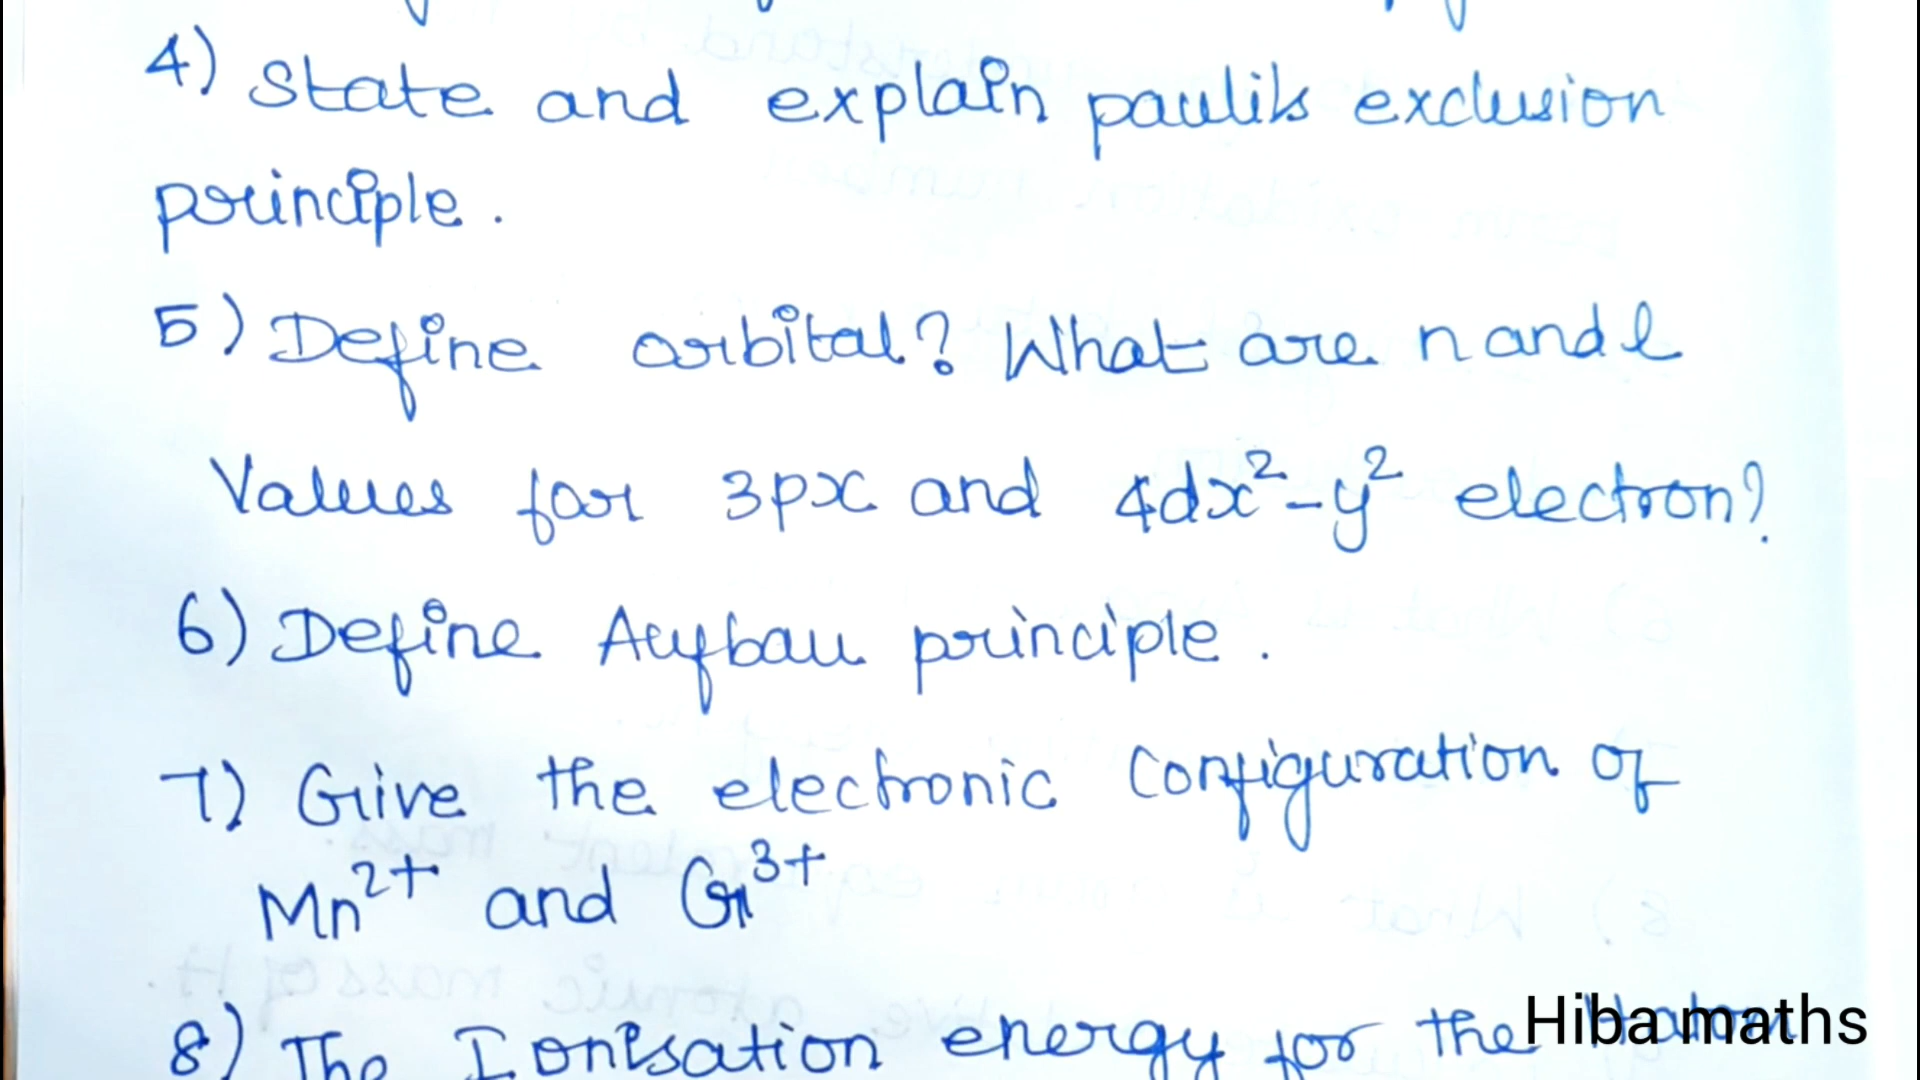 4) State and explain pauli's exclusion
principle.
5) Define orbital? What are n and l
Values for 3px and 4dx²-y² electron?
6) Define Aufbau principle.
7) Give the electronic configuration of
Mn²⁺ and Cr³⁺
8) The Ionisation energy for the
Hiba maths